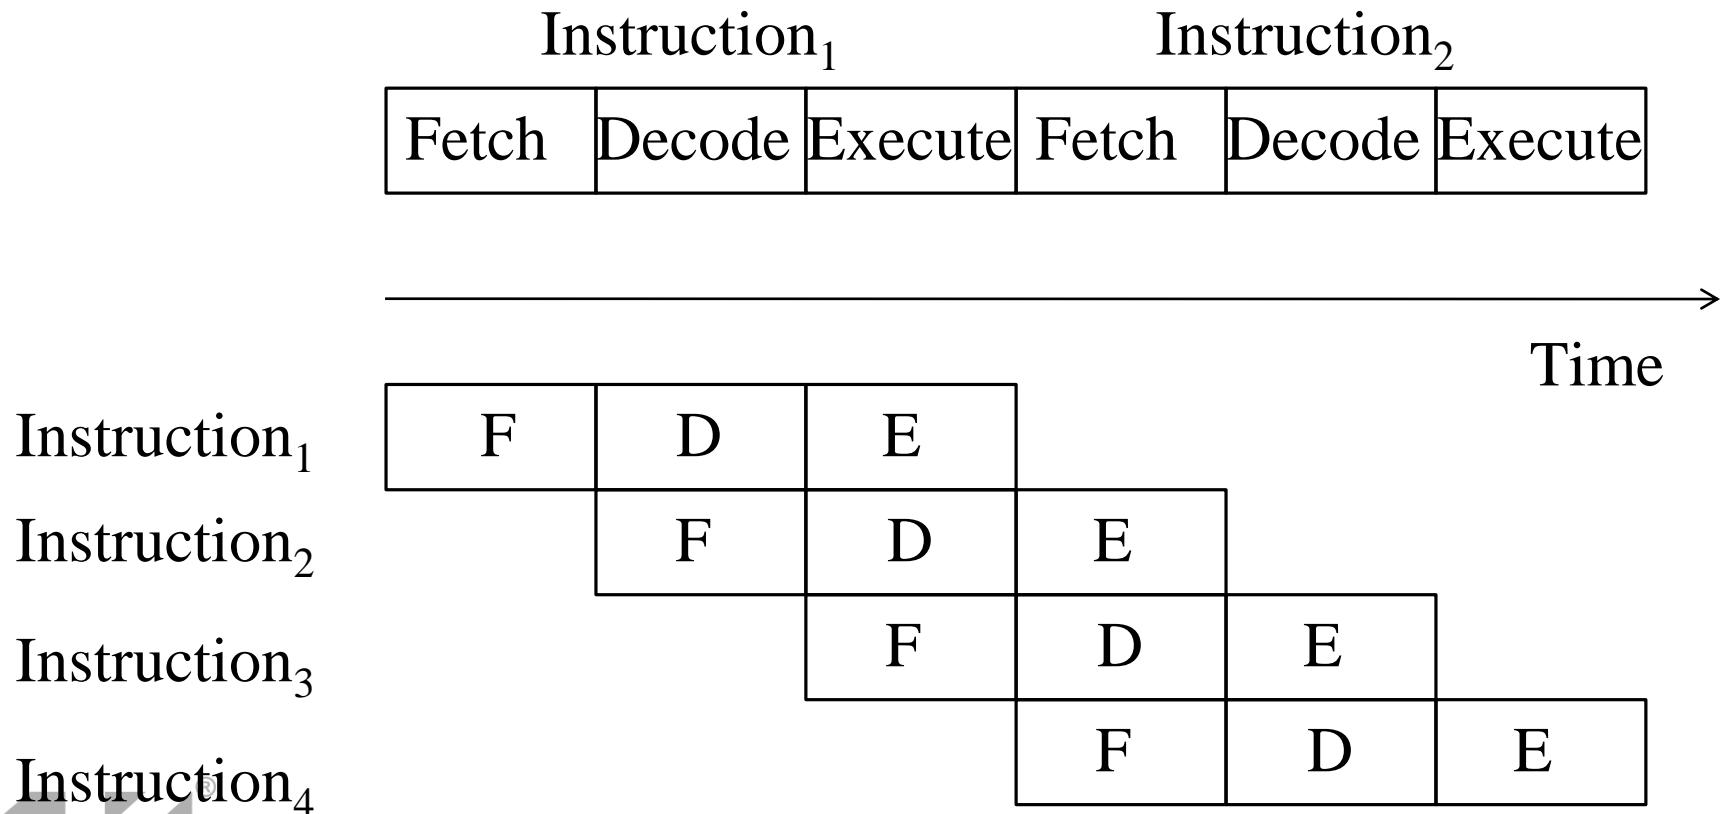 Instruction₁ Instruction₂
Fetch Decode Execute Fetch Decode Execute
Time
Instruction₁ F D E
Instruction₂ F D E
Instruction₃ F D E
Instruction₄ F D E
®